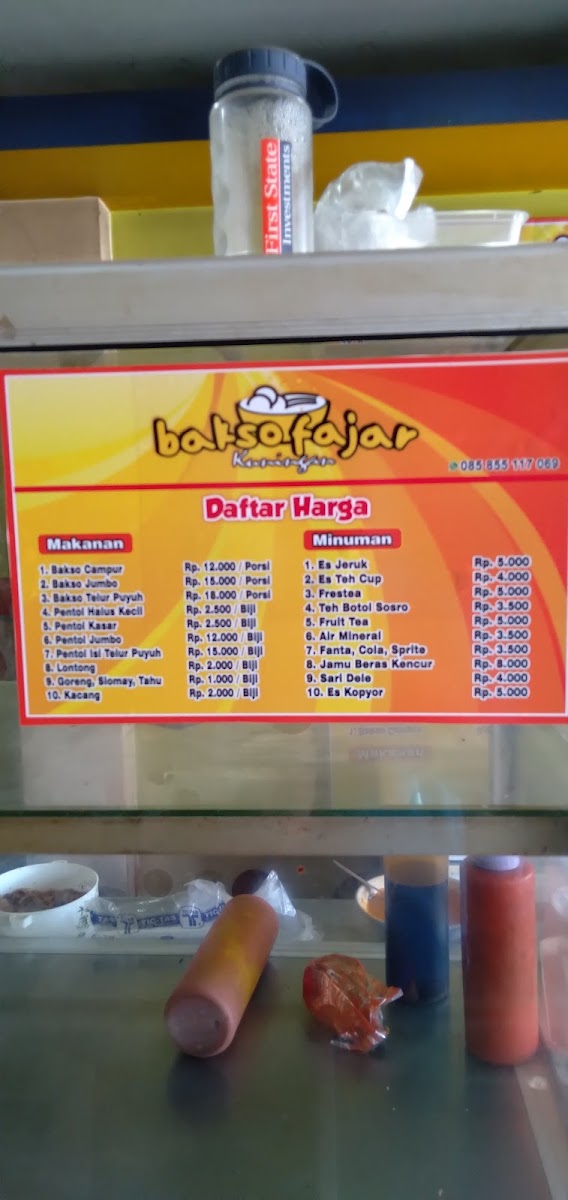 First State
Investments
bakso fajar
Kuningan
085 855 117 069
Daftar Harga
Makanan
1. Bakso Campur Rp. 12.000 / Porsi
2. Bakso Jumbo Rp. 15.000 / Porsi
3. Bakso Telur Puyuh Rp. 18.000 / Porsi
4. Pentol Halus Kecil Rp. 2.500 / Biji
5. Pentol Kasar Rp. 2.500 / Biji
6. Pentol Jumbo Rp. 12.000 / Biji
7. Pentol Isi Telur Puyuh Rp. 15.000 / Biji
8. Lontong Rp. 2.000 / Biji
9. Goreng, Siomay, Tahu Rp. 1.000 / Biji
10. Kacang Rp. 2.000 / Biji
Minuman
1. Es Jeruk Rp. 5.000
2. Es Teh Cup Rp. 4.000
3. Frestea Rp. 5.000
4. Teh Botol Sosro Rp. 3.500
5. Fruit Tea Rp. 5.000
6. Air Mineral Rp. 3.500
7. Fanta, Cola, Sprite Rp. 3.500
8. Jamu Beras Kencur Rp. 8.000
9. Sari Dele Rp. 4.000
10. Es Kopyor Rp. 5.000